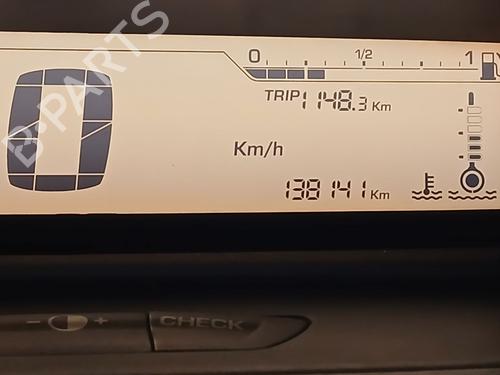 0 1/2 1
TRIP 1148.3 Km
0
Km/h
138141 Km
- + CHECK
B-PARTS